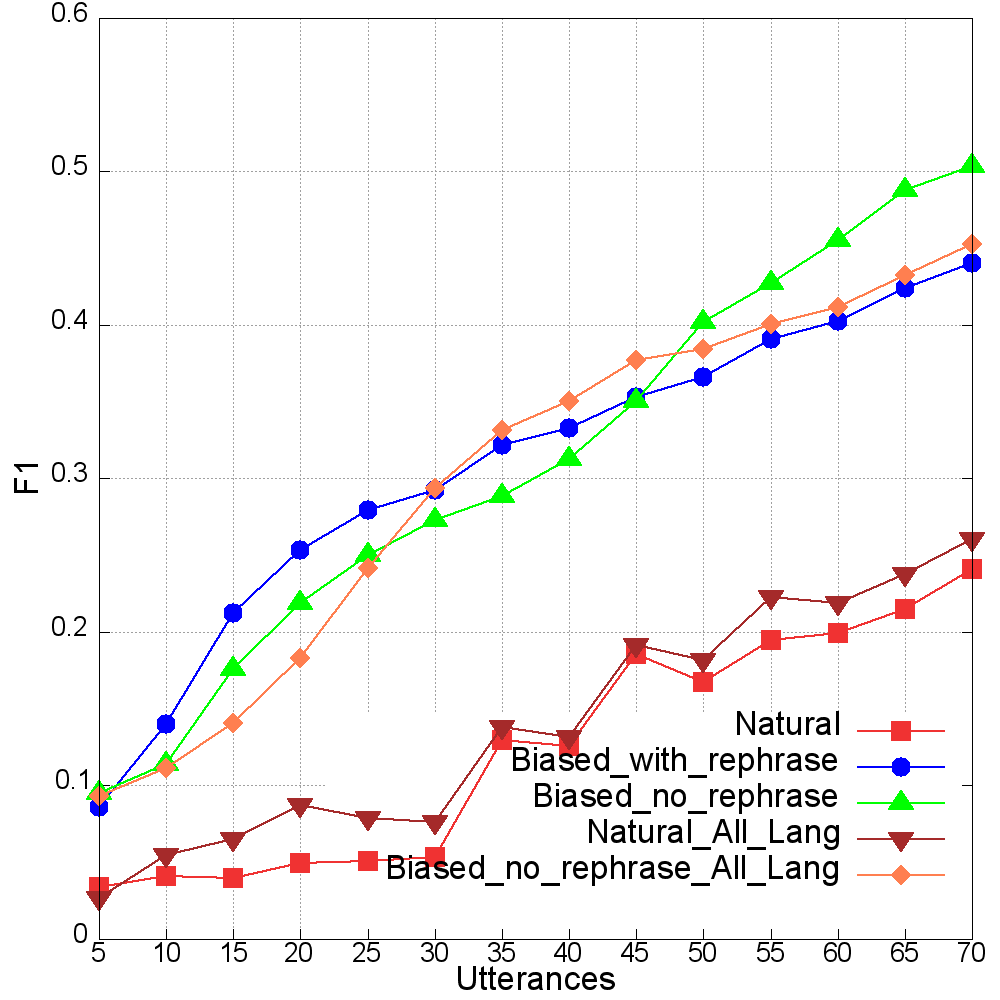 0.6
0.5
0.4
0.3
0.2
0.1
0
F1
Natural
Biased_with_rephrase
Biased_no_rephrase
Natural_All_Lang
Biased_no_rephrase_All_Lang
5 10 15 20 25 30 35 40 45 50 55 60 65 70
Utterances